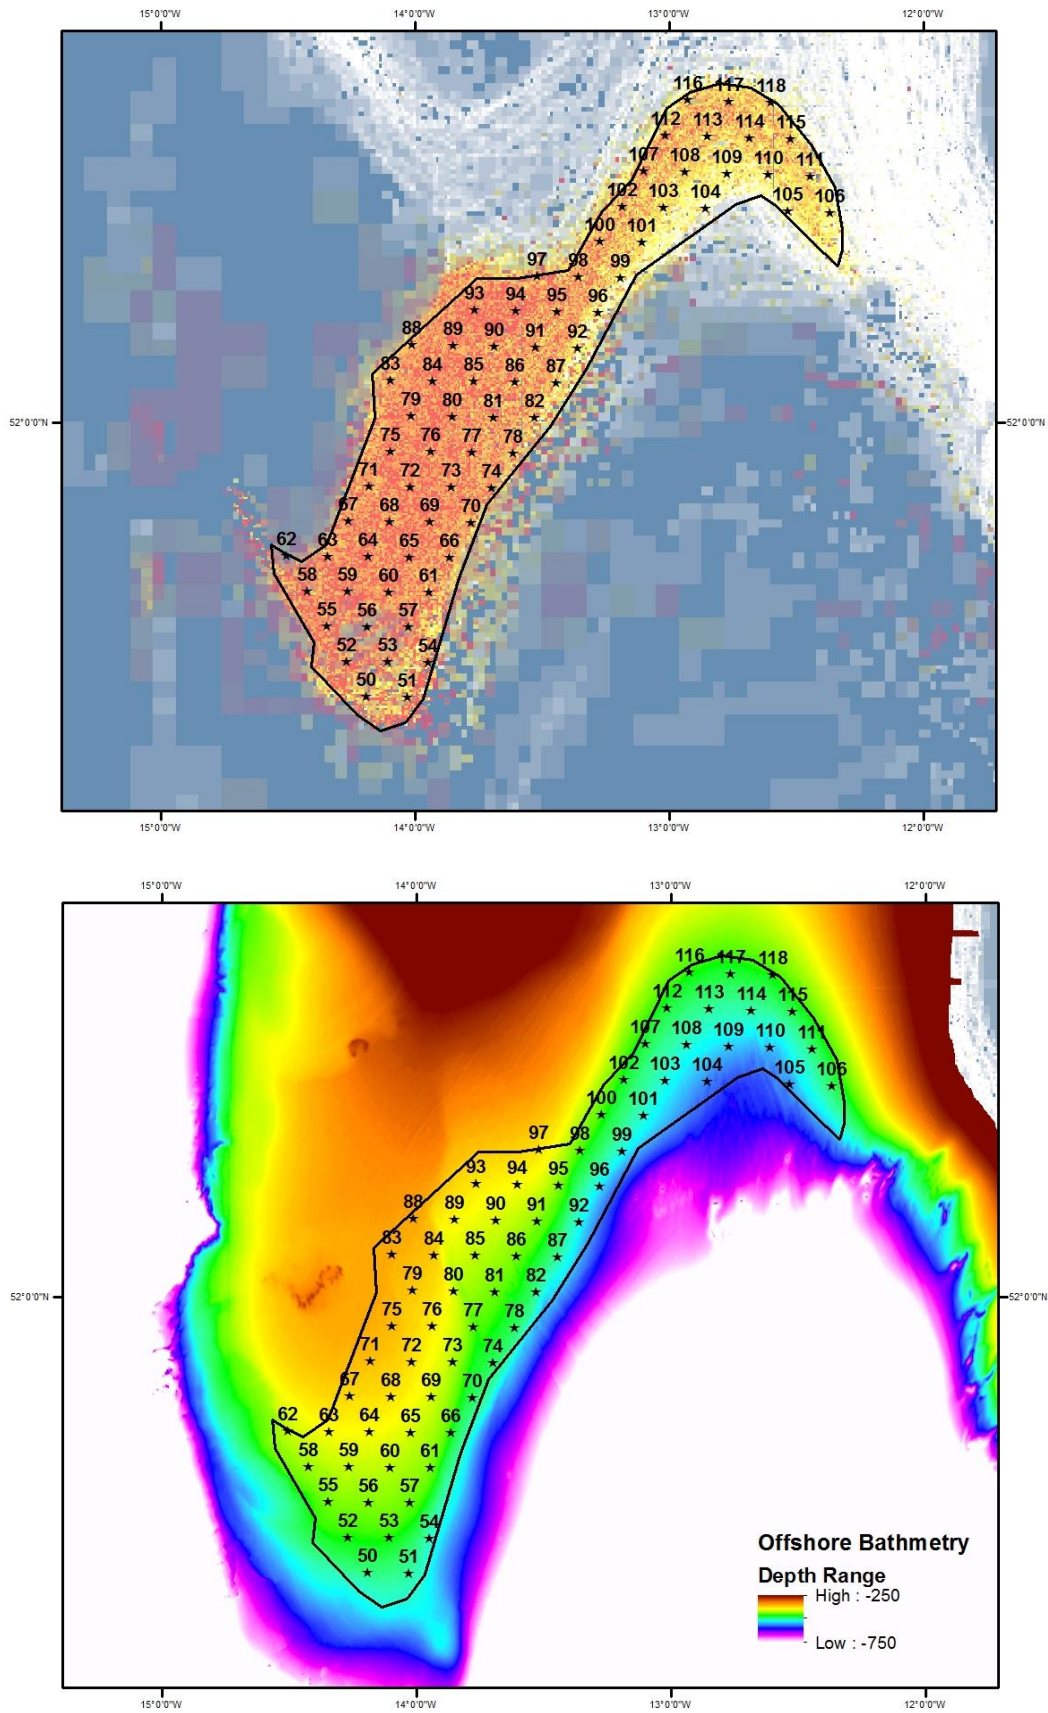 15°0'0"W 14°0'0"W 13°0'0"W 12°0'0"W
116 117 118
112 113 114 115
107 108 109 110 111
102 103 104 105 106
100 101
97 98 99
93 94 95 96
88 89 90 91 92
83 84 85 86 87
79 80 81 82
52°0'0"N 52°0'0"N
75 76 77 78
71 72 73 74
67 68 69 70
62 63 64 65 66
58 59 60 61
55 56 57
52 53 54
50 51
15°0'0"W 14°0'0"W 13°0'0"W 12°0'0"W
15°0'0"W 14°0'0"W 13°0'0"W 12°0'0"W
116 117 118
112 113 114 115
107 108 109 110 111
102 103 104 105 106
100 101
97 98 99
93 94 95 96
88 89 90 91 92
83 84 85 86 87
79 80 81 82
52°0'0"N 52°0'0"N
75 76 77 78
71 72 73 74
67 68 69 70
62 63 64 65 66
58 59 60 61
55 56 57
52 53 54
50 51
Offshore Bathmetry
Depth Range
High : -250
Low : -750
15°0'0"W 14°0'0"W 13°0'0"W 12°0'0"W